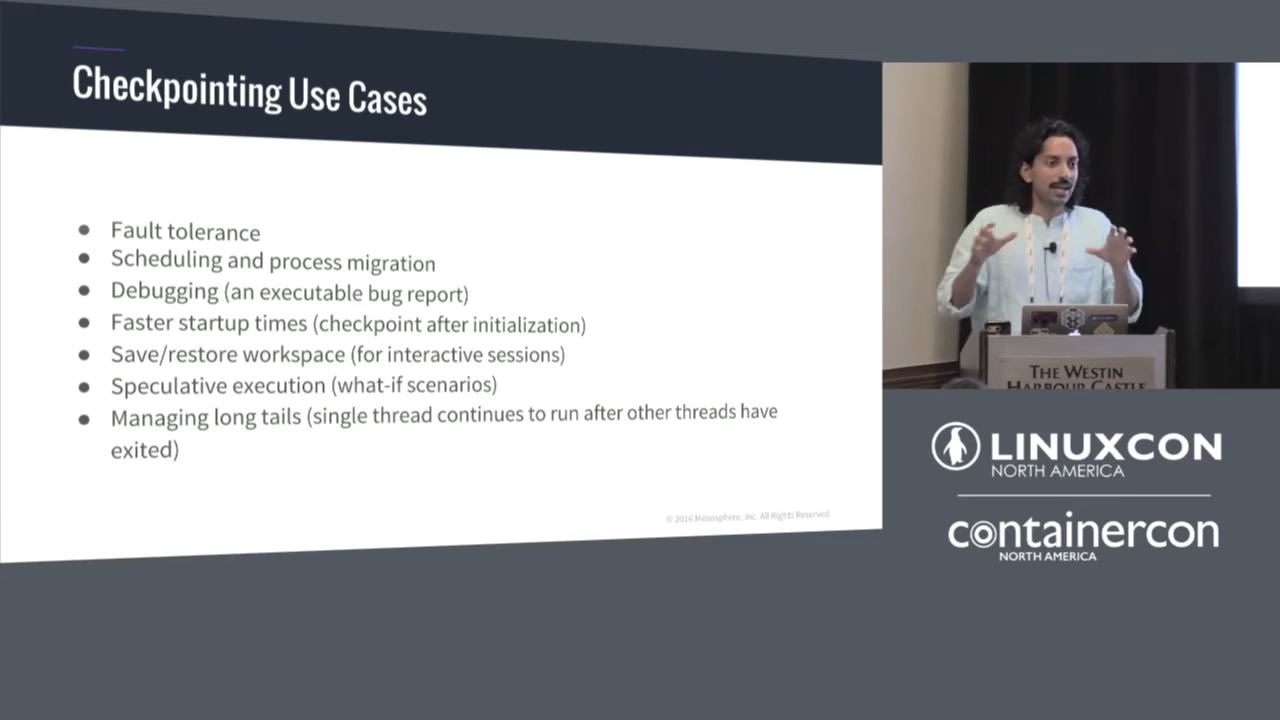 Checkpointing Use Cases
Fault tolerance
Scheduling and process migration
Debugging (an executable bug report)
Faster startup times (checkpoint after initialization)
Save/restore workspace (for interactive sessions)
Speculative execution (what-if scenarios)
Managing long tails (single thread continues to run after other threads have
exited)
© 2016 Mesosphere, Inc. All Rights Reserved.
THE WESTIN
HARBOUR CASTLE
LINUXCON
NORTH AMERICA
containercon
NORTH AMERICA